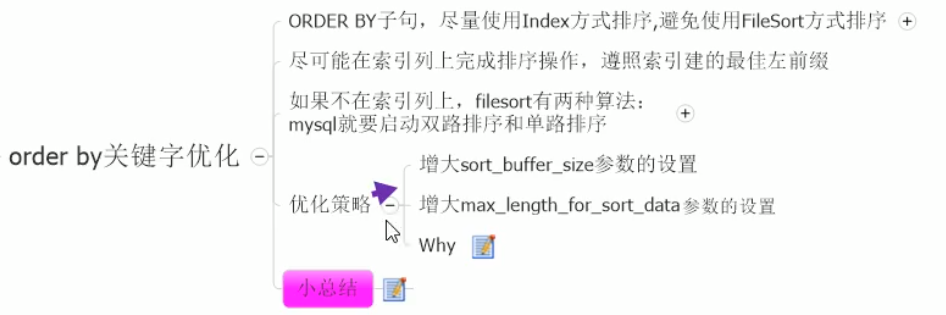 ORDER BY子句，尽量使用Index方式排序,避免使用FileSort方式排序
尽可能在索引列上完成排序操作，遵照索引建的最佳左前缀
如果不在索引列上，filesort有两种算法：
mysql就要启动双路排序和单路排序
order by关键字优化
优化策略
增大sort_buffer_size参数的设置
增大max_length_for_sort_data参数的设置
Why
小总结